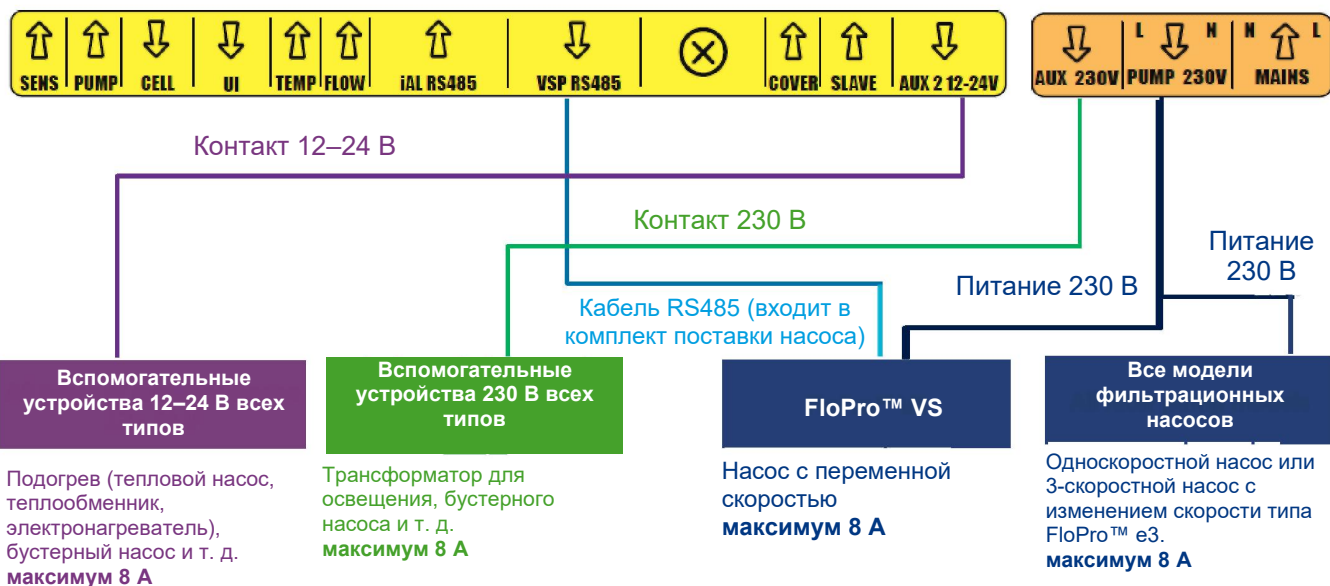 SENS PUMP CELL UI TEMP FLOW iAL RS485 VSP RS485 COVER SLAVE AUX 2 12-24V
L N N L
AUX 230V PUMP 230V MAINS
Контакт 12–24 В
Контакт 230 В
Питание
230 В
Питание 230 В
Кабель RS485 (входит в
комплект поставки насоса)
Вспомогательные
устройства 12–24 В всех
типов
Подогрев (тепловой насос,
теплообменник,
электронагреватель),
бустерный насос и т. д.
максимум 8 А
Вспомогательные
устройства 230 В всех
типов
Трансформатор для
освещения, бустерного
насоса и т. д.
максимум 8 А
FloPro™ VS
Насос с переменной
скоростью
максимум 8 А
Все модели
фильтрационных
насосов
Односкоростной насос или
3-скоростной насос с
изменением скорости типа
FloPro™ e3.
максимум 8 А